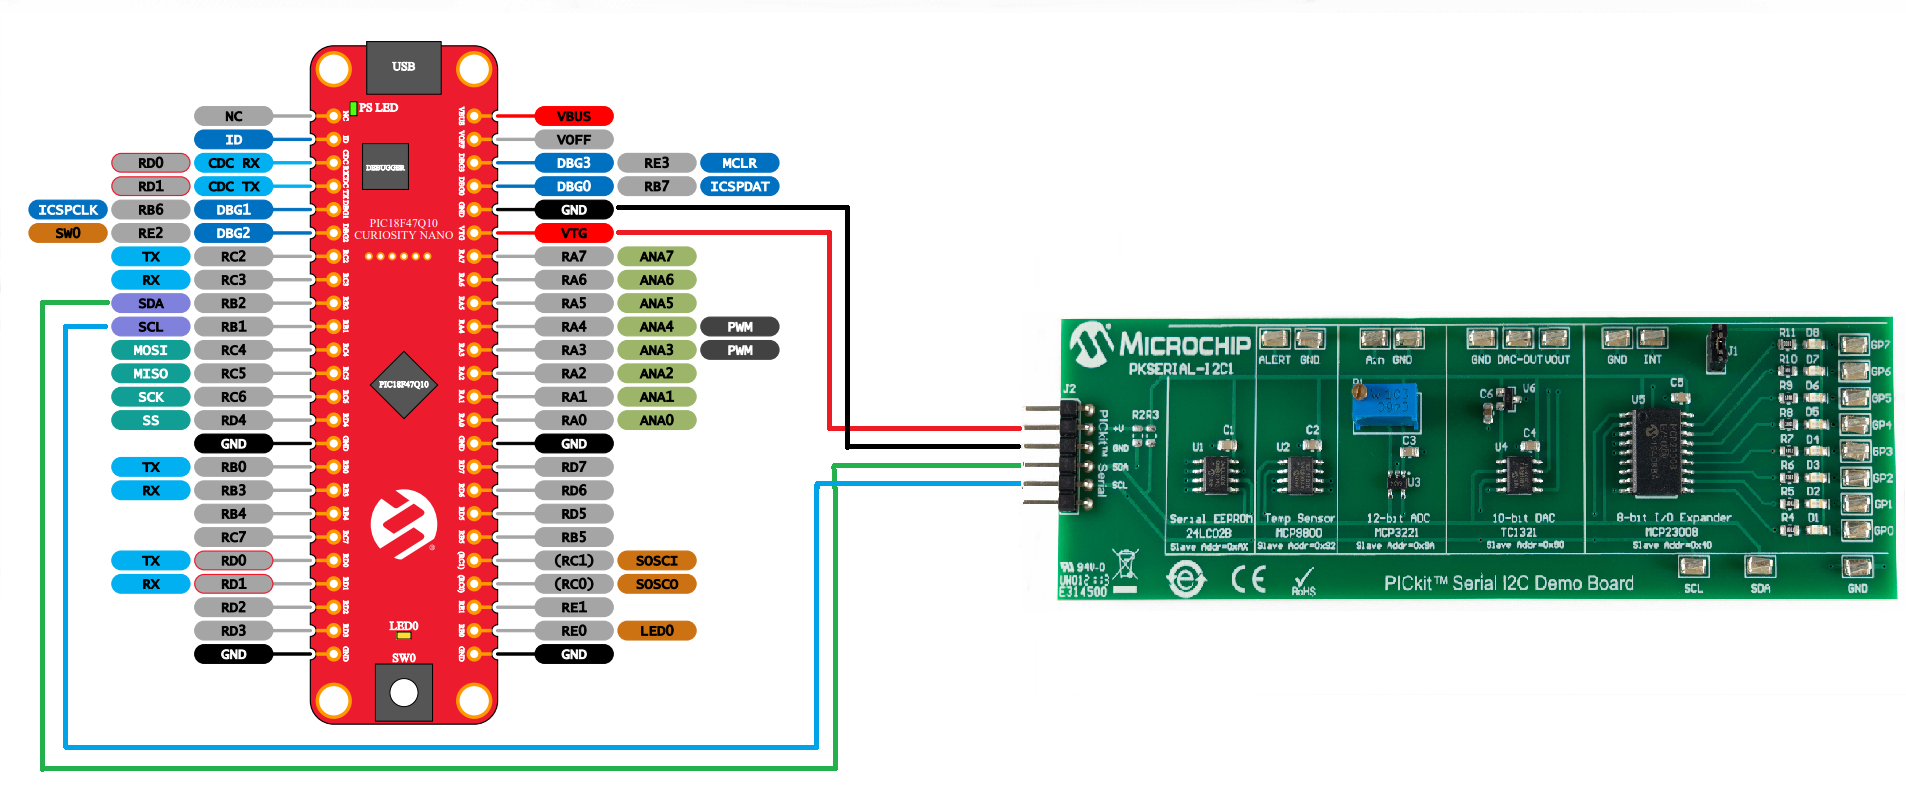 USB
PS LED
NC
ID
RD0 CDC RX
RD1 CDC TX
ICSPCLK RB6 DBG1
SW0 RE2 DBG2
TX RC2
RX RC3
SDA RB2
SCL RB1
MOSI RC4
MISO RC5
SCK RC6
SS RD4
GND
TX RB0
RX RB3
RB4
RC7
TX RD0
RX RD1
RD2
RD3
GND
DEBUGGER
PIC18F47Q10
CURIOSITY NANO
PIC18F47Q10
LED0
SW0
VBUS
VOFF
DBG3 RE3 MCLR
DBG0 RB7 ICSPDAT
GND
VTG
RA7 ANA7
RA6 ANA6
RA5 ANA5
RA4 ANA4 PWM
RA3 ANA3 PWM
RA2 ANA2
RA1 ANA1
RA0 ANA0
GND
RD7
RD6
RD5
RB5
(RC1) SOSCI
(RC0) SOSCO
RE1
RE0 LED0
GND
MICROCHIP
PKSERIAL-I2C1
J2
PICkit™ Serial
+V
GND
SDA
SCL
R2 R3
ALERT GND
C1
U1
Serial EEPROM
24LC02B
Slave Addr=0xAX
C2
U2
Temp Sensor
MCP9800
Slave Addr=0x92
Ain GND
C3
U3
12-bit ADC
MCP3221
Slave Addr=0x9A
GND DAC-OUT VOUT
C6
U6
C4
U4
10-bit DAC
TC1321
Slave Addr=0x90
GND INT
J1
C5
U5
8-bit I/O Expander
MCP23008
Slave Addr=0x40
R11 D8 GP7
R10 D7 GP6
R9 D6 GP5
R8 D5 GP4
R7 D4 GP3
R6 D3 GP2
R5 D2 GP1
R4 D1 GP0
94V-0
E314500
CE
RoHS
PICkit™ Serial I2C Demo Board
SCL
SDA
GND